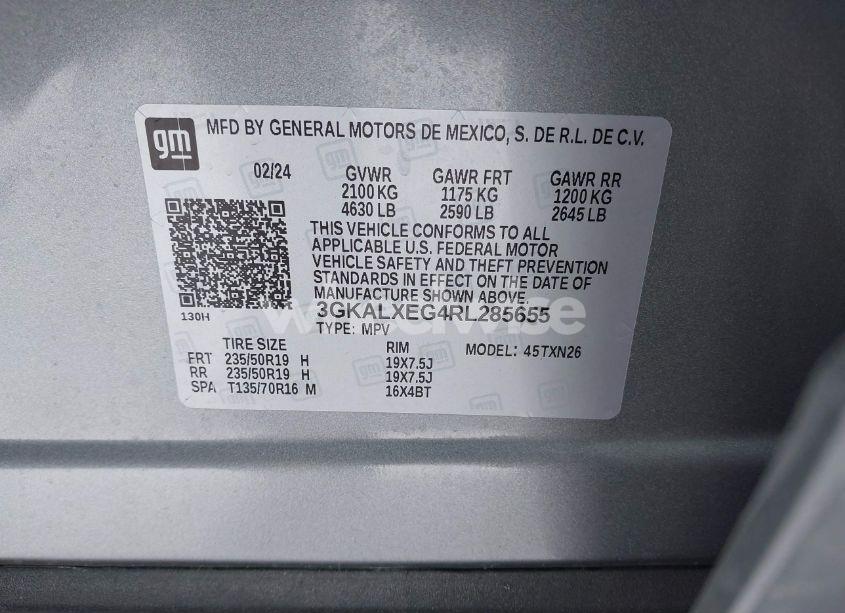 gm MFD BY GENERAL MOTORS DE MEXICO, S. DE R.L. DE C.V.
02/24 GVWR GAWR FRT GAWR RR
2100 KG 1175 KG 1200 KG
4630 LB 2590 LB 2645 LB
THIS VEHICLE CONFORMS TO ALL
APPLICABLE U.S. FEDERAL MOTOR
VEHICLE SAFETY AND THEFT PREVENTION
STANDARDS IN EFFECT ON THE DATE OF
MANUFACTURE SHOWN ABOVE.
130H 3GKALXEG4RL285655
TYPE: MPV
TIRE SIZE RIM MODEL: 45TXN26
FRT 235/50R19 H 19X7.5J
RR 235/50R19 H 19X7.5J
SPA T135/70R16 M 16X4BT